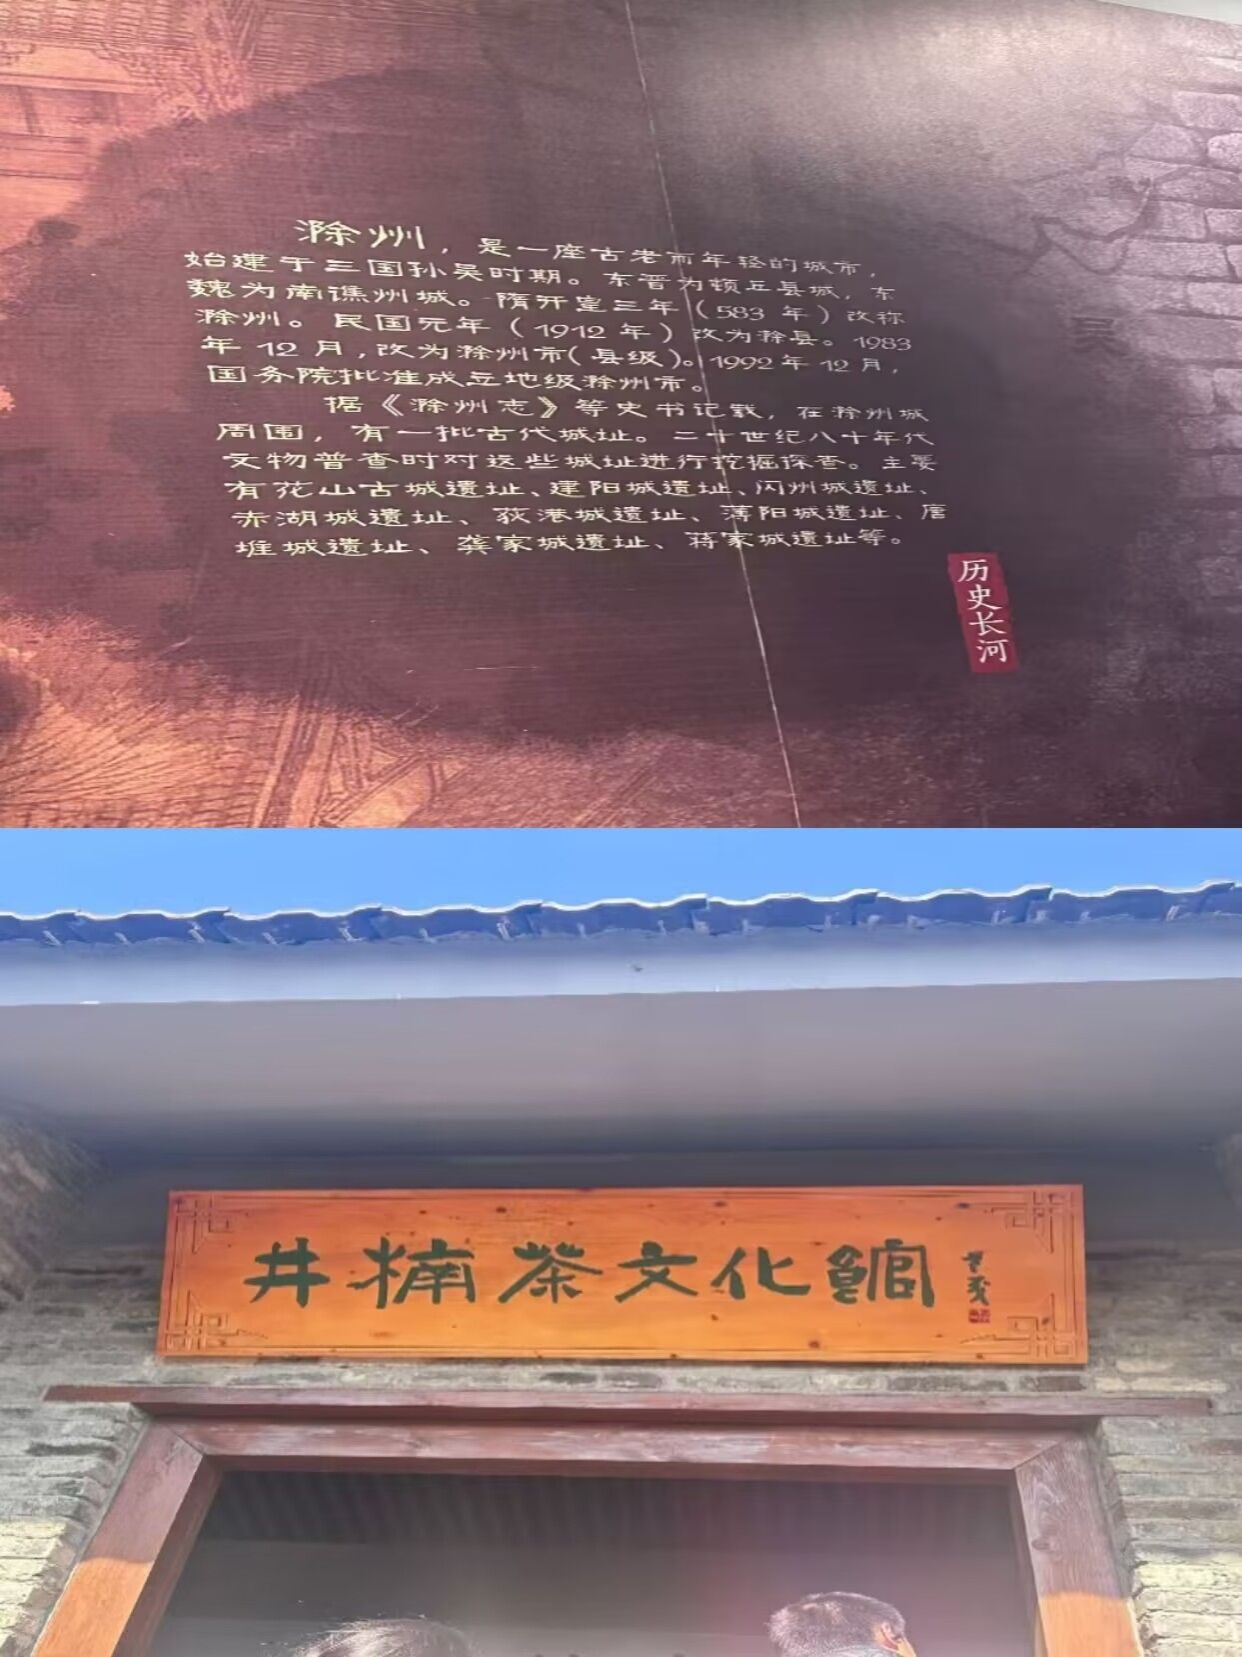 滁州，是一座古老而年轻的城市，
始建于三国孙吴时期。东晋为顿丘县城，东
魏为南谯州城。隋开皇三年（583 年）改称
滁州。民国元年（1912 年）改为滁县。1983
年 12 月，改为滁州市（县级）。1992 年 12 月，
国务院批准成立地级滁州市。
据《滁州志》等史书记载，在滁州城
周围，有一批古代城址。二十世纪八十年代
文物普查时对这些城址进行挖掘探查。主要
有花山古城遗址、建阳城遗址、闪州城遗址、
赤湖城遗址、荻港城遗址、薄阳城遗址、唐
堆城遗址、龚家城遗址、蒋家城遗址等。
历史长河
井楠茶文化馆